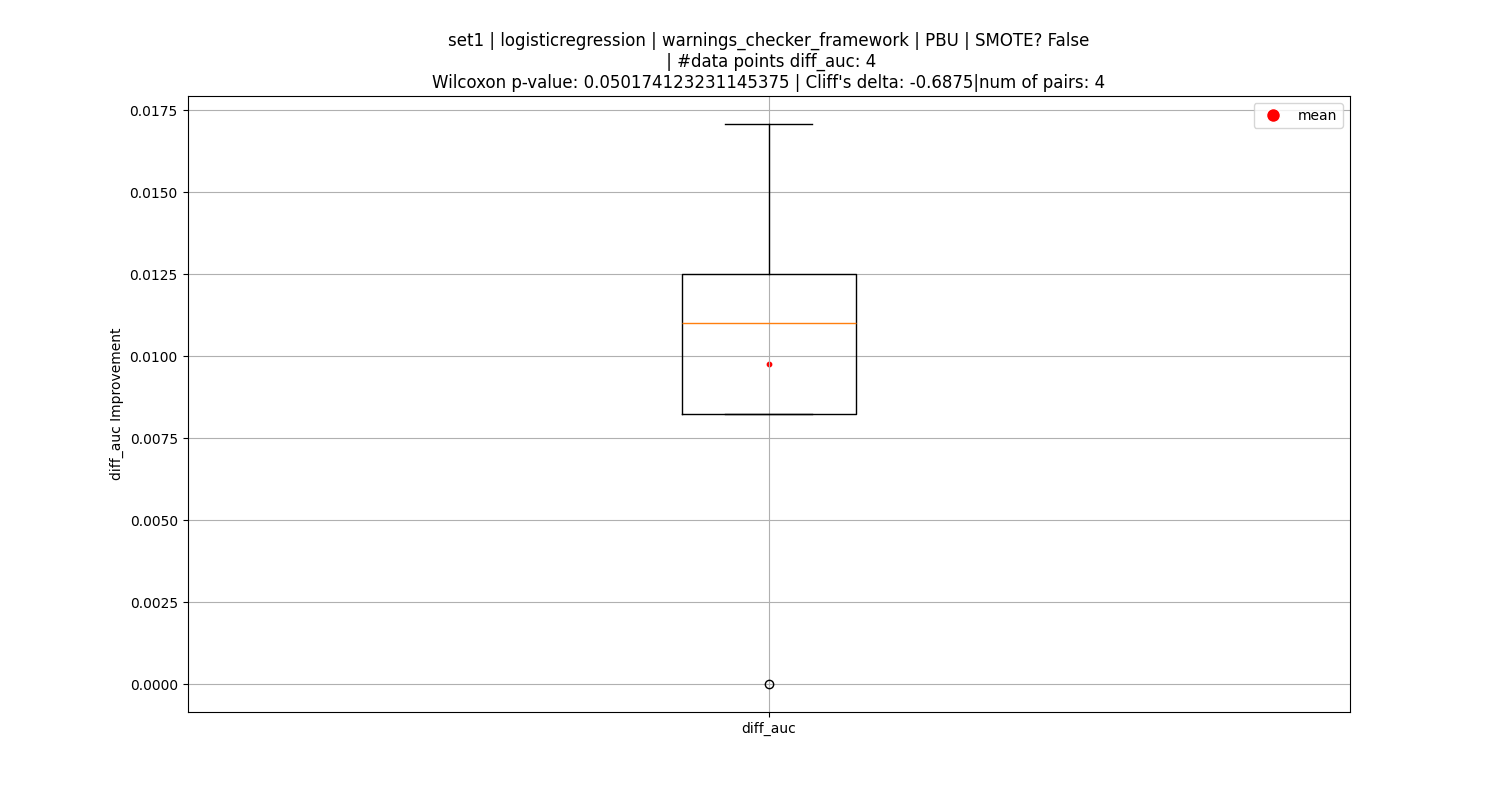 set1 | logisticregression | warnings_checker_framework | PBU | SMOTE? False
| #data points diff_auc: 4
Wilcoxon p-value: 0.050174123231145375 | Cliff's delta: -0.6875|num of pairs: 4
mean
0.0175
0.0150
0.0125
0.0100
0.0075
0.0050
0.0025
0.0000
diff_auc Improvement
diff_auc